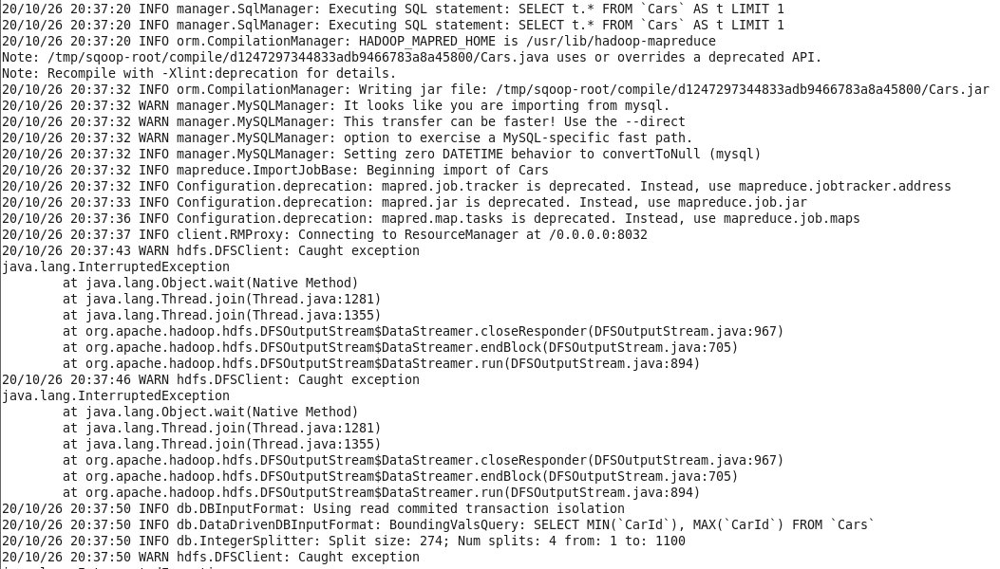 20/10/26 20:37:20 INFO manager.SqlManager: Executing SQL statement: SELECT t.* FROM `Cars` AS t LIMIT 1
20/10/26 20:37:20 INFO manager.SqlManager: Executing SQL statement: SELECT t.* FROM `Cars` AS t LIMIT 1
20/10/26 20:37:20 INFO orm.CompilationManager: HADOOP_MAPRED_HOME is /usr/lib/hadoop-mapreduce
Note: /tmp/sqoop-root/compile/d1247297344833adb9466783a8a45800/Cars.java uses or overrides a deprecated API.
Note: Recompile with -Xlint:deprecation for details.
20/10/26 20:37:32 INFO orm.CompilationManager: Writing jar file: /tmp/sqoop-root/compile/d1247297344833adb9466783a8a45800/Cars.jar
20/10/26 20:37:32 WARN manager.MySQLManager: It looks like you are importing from mysql.
20/10/26 20:37:32 WARN manager.MySQLManager: This transfer can be faster! Use the --direct
20/10/26 20:37:32 WARN manager.MySQLManager: option to exercise a MySQL-specific fast path.
20/10/26 20:37:32 INFO manager.MySQLManager: Setting zero DATETIME behavior to convertToNull (mysql)
20/10/26 20:37:32 INFO mapreduce.ImportJobBase: Beginning import of Cars
20/10/26 20:37:32 INFO Configuration.deprecation: mapred.job.tracker is deprecated. Instead, use mapreduce.jobtracker.address
20/10/26 20:37:33 INFO Configuration.deprecation: mapred.jar is deprecated. Instead, use mapreduce.job.jar
20/10/26 20:37:36 INFO Configuration.deprecation: mapred.map.tasks is deprecated. Instead, use mapreduce.job.maps
20/10/26 20:37:37 INFO client.RMProxy: Connecting to ResourceManager at /0.0.0.0:8032
20/10/26 20:37:43 WARN hdfs.DFSClient: Caught exception
java.lang.InterruptedException
at java.lang.Object.wait(Native Method)
at java.lang.Thread.join(Thread.java:1281)
at java.lang.Thread.join(Thread.java:1355)
at org.apache.hadoop.hdfs.DFSOutputStream$DataStreamer.closeResponder(DFSOutputStream.java:967)
at org.apache.hadoop.hdfs.DFSOutputStream$DataStreamer.endBlock(DFSOutputStream.java:705)
at org.apache.hadoop.hdfs.DFSOutputStream$DataStreamer.run(DFSOutputStream.java:894)
20/10/26 20:37:46 WARN hdfs.DFSClient: Caught exception
java.lang.InterruptedException
at java.lang.Object.wait(Native Method)
at java.lang.Thread.join(Thread.java:1281)
at java.lang.Thread.join(Thread.java:1355)
at org.apache.hadoop.hdfs.DFSOutputStream$DataStreamer.closeResponder(DFSOutputStream.java:967)
at org.apache.hadoop.hdfs.DFSOutputStream$DataStreamer.endBlock(DFSOutputStream.java:705)
at org.apache.hadoop.hdfs.DFSOutputStream$DataStreamer.run(DFSOutputStream.java:894)
20/10/26 20:37:50 INFO db.DBInputFormat: Using read commited transaction isolation
20/10/26 20:37:50 INFO db.DataDrivenDBInputFormat: BoundingValsQuery: SELECT MIN(`CarId`), MAX(`CarId`) FROM `Cars`
20/10/26 20:37:50 INFO db.IntegerSplitter: Split size: 274; Num splits: 4 from: 1 to: 1100
20/10/26 20:37:50 WARN hdfs.DFSClient: Caught exception